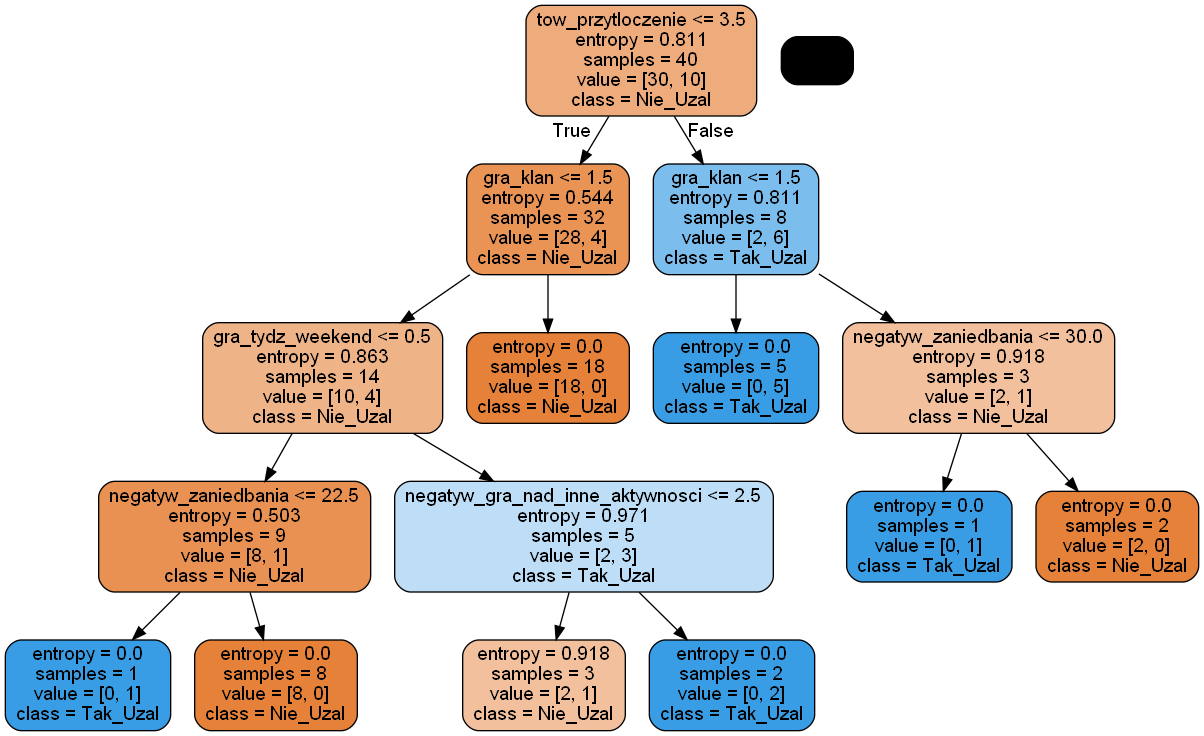 tow_przytloczenie <= 3.5
entropy = 0.811
samples = 40
value = [30, 10]
class = Nie_Uzal
True
False
gra_klan <= 1.5
entropy = 0.544
samples = 32
value = [28, 4]
class = Nie_Uzal
gra_klan <= 1.5
entropy = 0.811
samples = 8
value = [2, 6]
class = Tak_Uzal
gra_tydz_weekend <= 0.5
entropy = 0.863
samples = 14
value = [10, 4]
class = Nie_Uzal
entropy = 0.0
samples = 18
value = [18, 0]
class = Nie_Uzal
entropy = 0.0
samples = 5
value = [0, 5]
class = Tak_Uzal
negatyw_zaniedbania <= 30.0
entropy = 0.918
samples = 3
value = [2, 1]
class = Nie_Uzal
negatyw_zaniedbania <= 22.5
entropy = 0.503
samples = 9
value = [8, 1]
class = Nie_Uzal
negatyw_gra_nad_inne_aktywnosci <= 2.5
entropy = 0.971
samples = 5
value = [2, 3]
class = Tak_Uzal
entropy = 0.0
samples = 1
value = [0, 1]
class = Tak_Uzal
entropy = 0.0
samples = 2
value = [2, 0]
class = Nie_Uzal
entropy = 0.0
samples = 1
value = [0, 1]
class = Tak_Uzal
entropy = 0.0
samples = 8
value = [8, 0]
class = Nie_Uzal
entropy = 0.918
samples = 3
value = [2, 1]
class = Nie_Uzal
entropy = 0.0
samples = 2
value = [0, 2]
class = Tak_Uzal